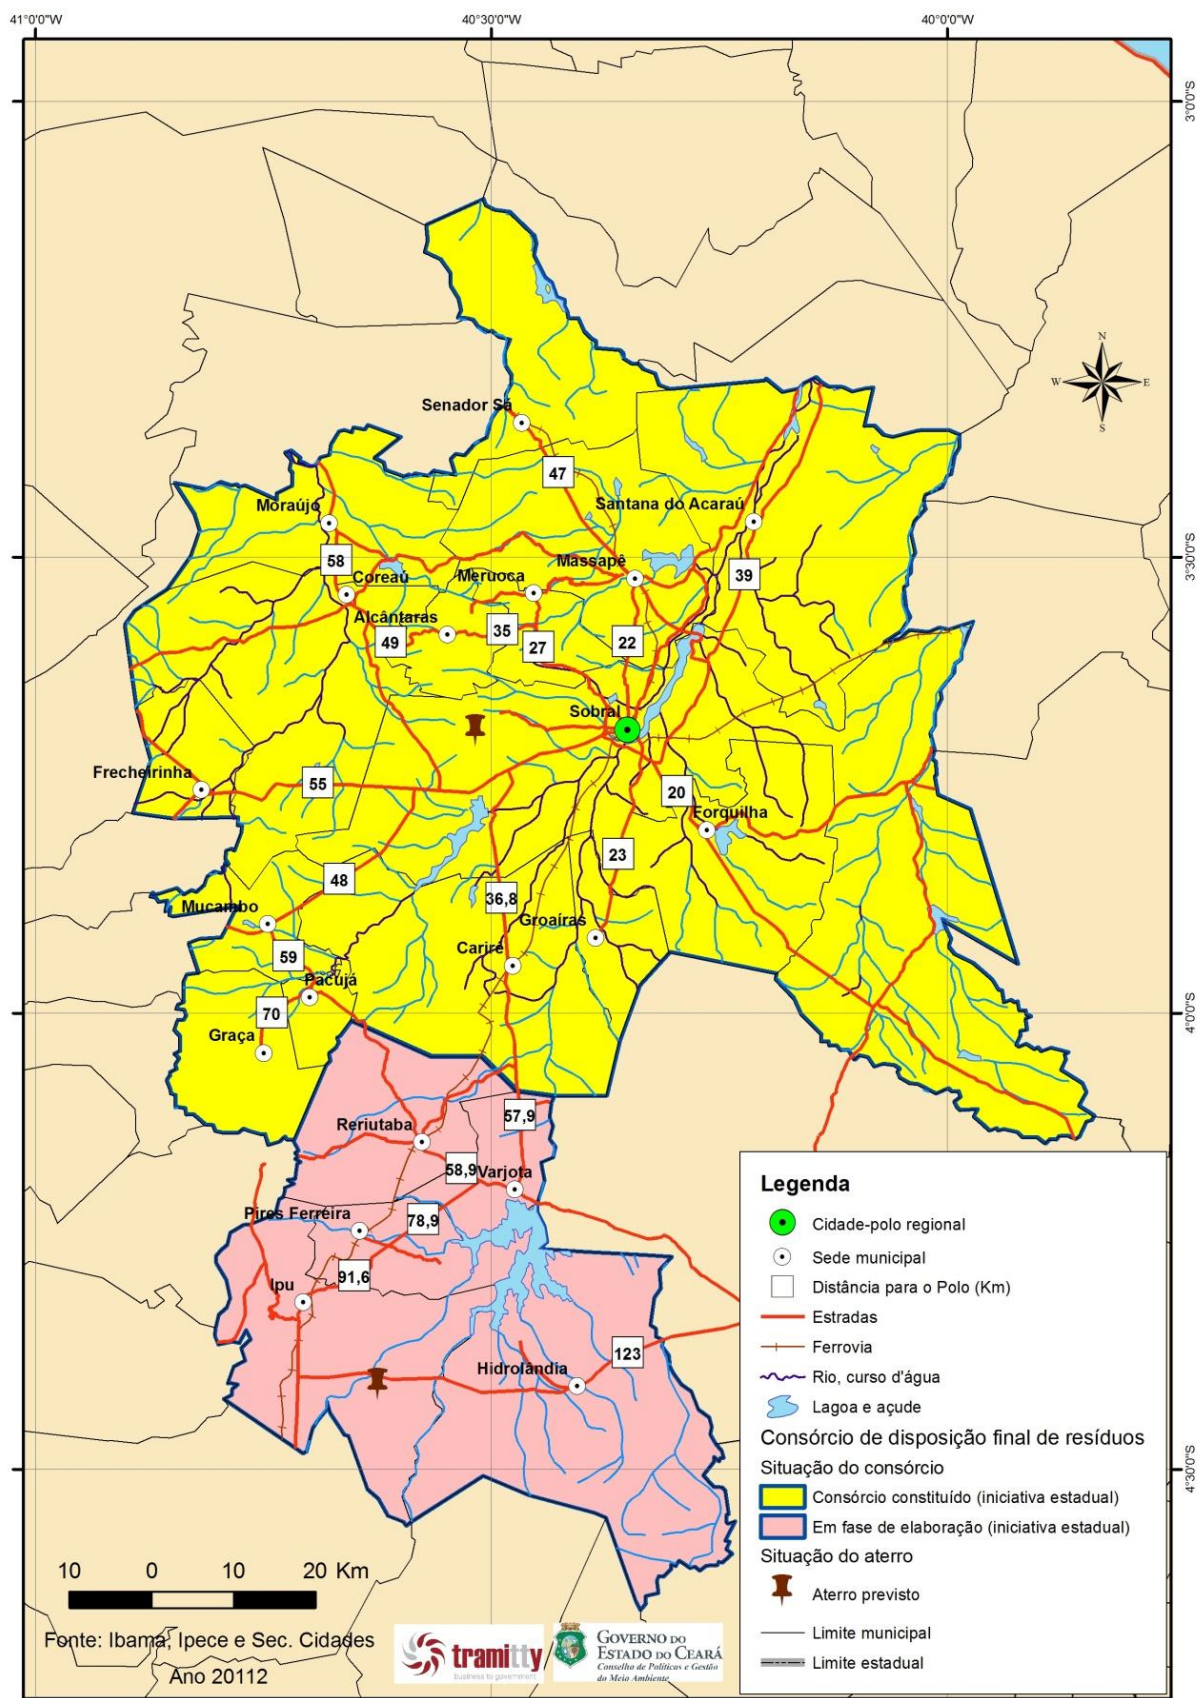 41°0'0"W
40°30'0"W
40°0'0"W
3°0'0"S
N
W
E
S
Senador Sá
47
Santana do Acaraú
Moraújo
3°30'0"S
58
Massapê
39
Coreaú
Meruoca
Alcântaras
35
49
27
22
Sobral
Frecheirinha
55
20
Forquilha
23
48
36,8
Mucambo
Groaíras
Cariré
59
Pacujá
70
4°0'0"S
Graça
57,9
Reriutaba
58,9
Varjota
78,9
Pires Ferreira
91,6
Ipu
123
Hidrolândia
4°30'0"S
Legenda
Cidade-polo regional
Sede municipal
Distância para o Polo (Km)
Estradas
Ferrovia
Rio, curso d'água
Lagoa e açude
Consórcio de disposição final de resíduos
Situação do consórcio
Consórcio constituído (iniciativa estadual)
Em fase de elaboração (iniciativa estadual)
Situação do aterro
Aterro previsto
Limite municipal
Limite estadual
10 0 10 20 Km
Fonte: Ibama, Ipece e Sec. Cidades
Ano 20112
tramitty
business to government
GOVERNO DO
ESTADO DO CEARÁ
Conselho de Políticas e Gestão
do Meio Ambiente